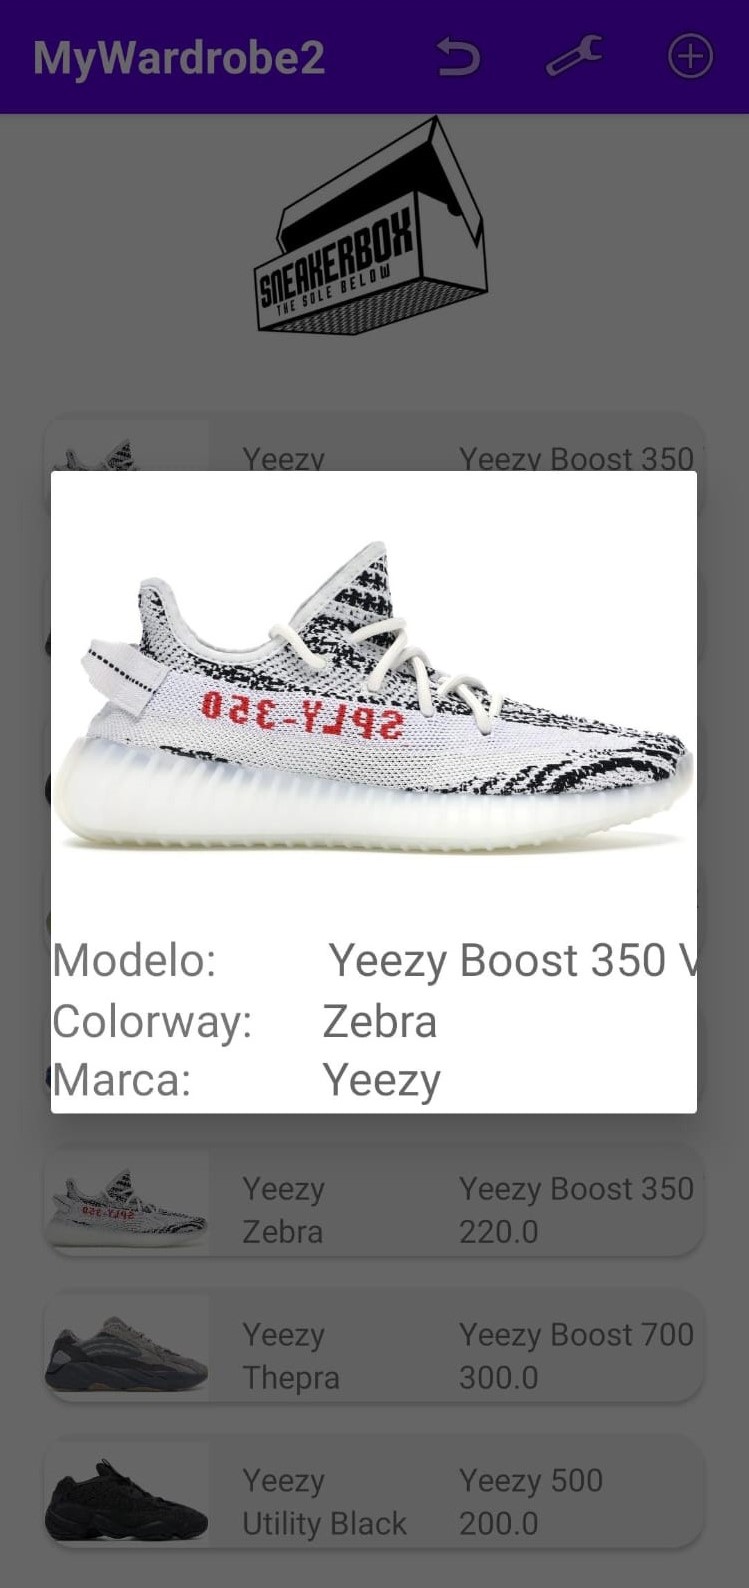 MyWardrobe2
SNEAKERBOX
THE SOLE BELOW
Yeezy Yeezy Boost 350
SPLY-350
Modelo: Yeezy Boost 350 V
Colorway: Zebra
Marca: Yeezy
SPLY-350
Yeezy Yeezy Boost 350
Zebra 220.0
Yeezy Yeezy Boost 700
Thepra 300.0
Yeezy Yeezy 500
Utility Black 200.0